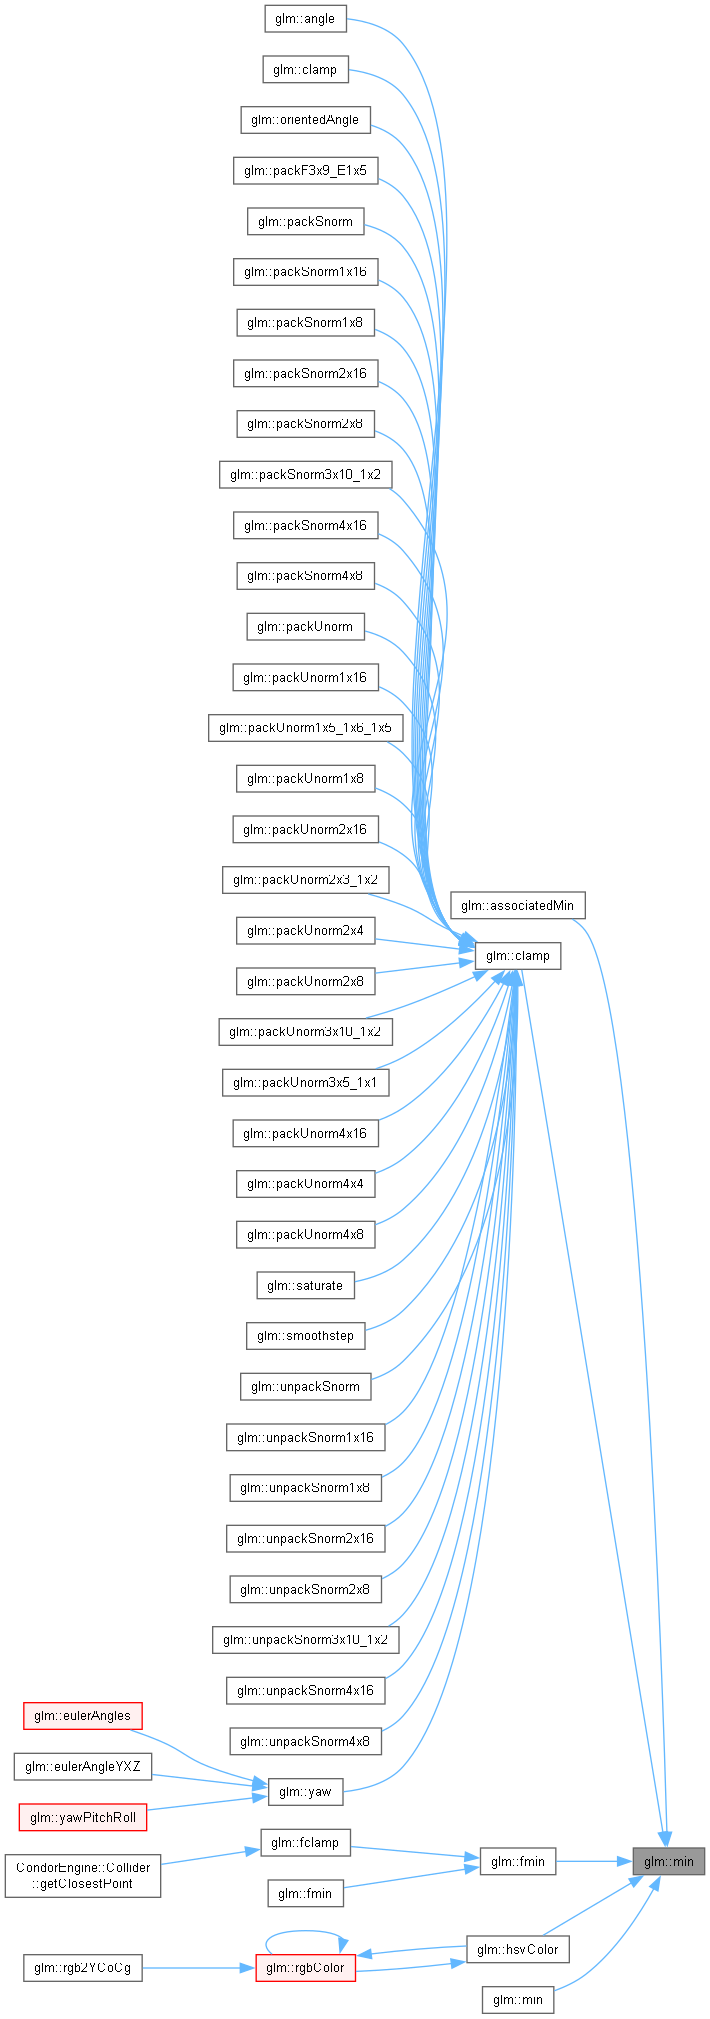 glm::angle
glm::clamp
glm::orientedAngle
glm::packF3x9_E1x5
glm::packSnorm
glm::packSnorm1x16
glm::packSnorm1x8
glm::packSnorm2x16
glm::packSnorm2x8
glm::packSnorm3x10_1x2
glm::packSnorm4x16
glm::packSnorm4x8
glm::packUnorm
glm::packUnorm1x16
glm::packUnorm1x5_1x6_1x5
glm::packUnorm1x8
glm::packUnorm2x16
glm::packUnorm2x3_1x2
glm::associatedMin
glm::packUnorm2x4
glm::clamp
glm::packUnorm2x8
glm::packUnorm3x10_1x2
glm::packUnorm3x5_1x1
glm::packUnorm4x16
glm::packUnorm4x4
glm::packUnorm4x8
glm::saturate
glm::smoothstep
glm::unpackSnorm
glm::unpackSnorm1x16
glm::unpackSnorm1x8
glm::unpackSnorm2x16
glm::unpackSnorm2x8
glm::unpackSnorm3x10_1x2
glm::unpackSnorm4x16
glm::unpackSnorm4x8
glm::eulerAngles
glm::eulerAngleYXZ
glm::yaw
glm::yawPitchRoll
glm::fclamp
CondorEngine::Collider
::getClosestPoint
glm::fmin
glm::min
glm::fmin
glm::hsvColor
glm::rgb2YCoCg
glm::rgbColor
glm::min